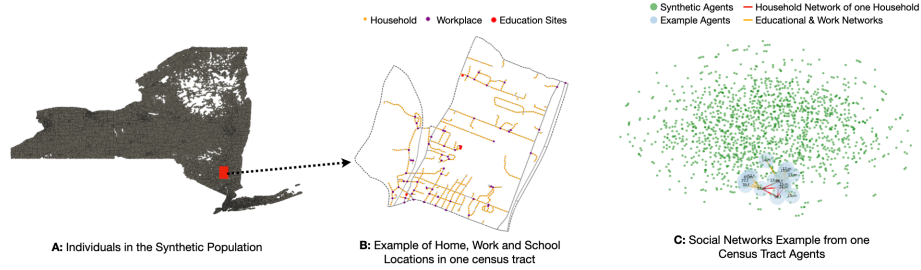 Household Workplace Education Sites
Synthetic Agents Household Network of one Household
Example Agents Educational & Work Networks
A: Individuals in the Synthetic Population
B: Example of Home, Work and School
Locations in one census tract
C: Social Networks Example from one
Census Tract Agents